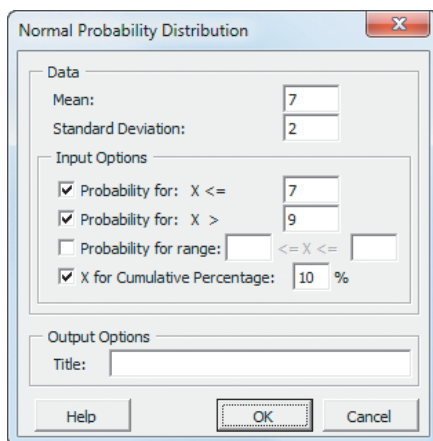 Normal Probability Distribution
Data
Mean: 7
Standard Deviation: 2
Input Options
Probability for: X <= 7
Probability for: X > 9
Probability for range: <= X <=
X for Cumulative Percentage: 10 %
Output Options
Title:
Help OK Cancel